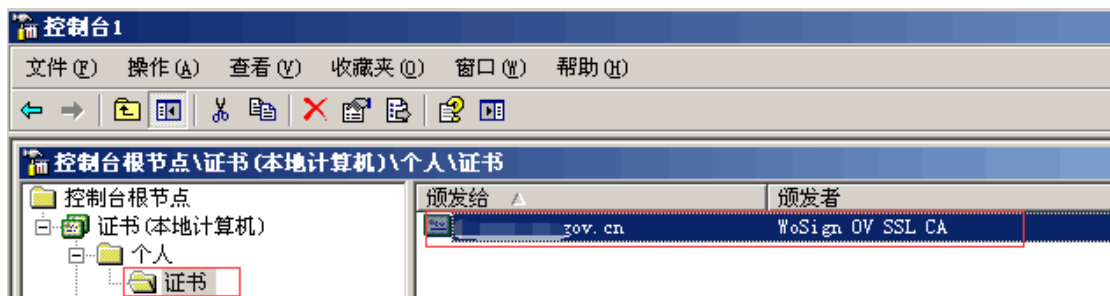 控制台1
文件(F) 操作(A) 查看(V) 收藏夹(O) 窗口(W) 帮助(H)
控制台根节点\证书(本地计算机)\个人\证书
控制台根节点
证书(本地计算机)
个人
证书
颁发给 颁发者
gov.cn WoSign OV SSL CA